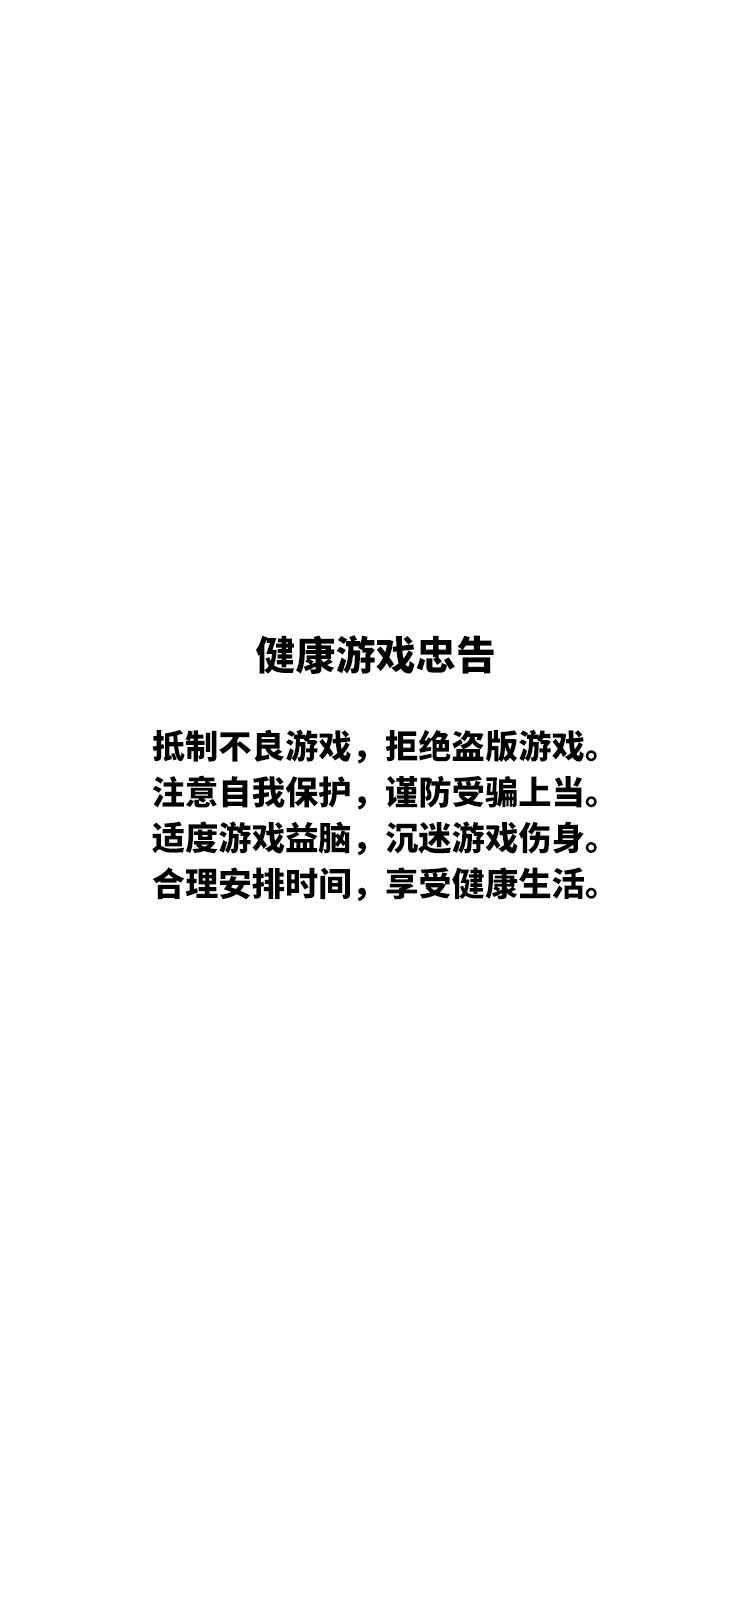 健康游戏忠告
抵制不良游戏，拒绝盗版游戏。
注意自我保护，谨防受骗上当。
适度游戏益脑，沉迷游戏伤身。
合理安排时间，享受健康生活。